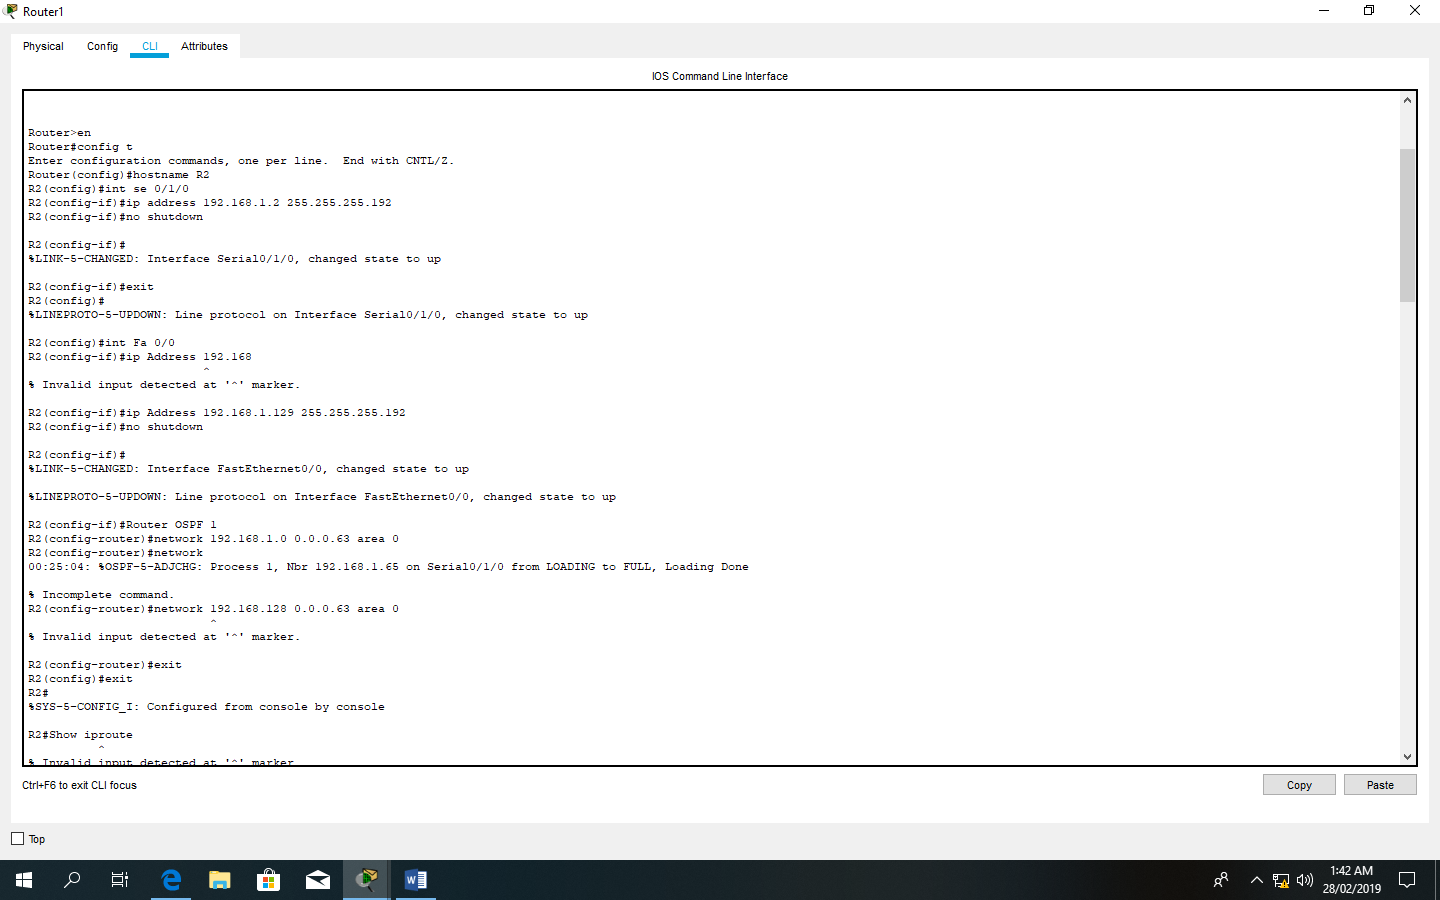 Router1
Physical Config CLI Attributes
IOS Command Line Interface
Router>en
Router#config t
Enter configuration commands, one per line.  End with CNTL/Z.
Router(config)#hostname R2
R2(config)#int se 0/1/0
R2(config-if)#ip address 192.168.1.2 255.255.255.192
R2(config-if)#no shutdown
R2(config-if)#
%LINK-5-CHANGED: Interface Serial0/1/0, changed state to up
R2(config-if)#exit
R2(config)#
%LINEPROTO-5-UPDOWN: Line protocol on Interface Serial0/1/0, changed state to up
R2(config)#int Fa 0/0
R2(config-if)#ip Address 192.168
^
% Invalid input detected at '^' marker.
R2(config-if)#ip Address 192.168.1.129 255.255.255.192
R2(config-if)#no shutdown
R2(config-if)#
%LINK-5-CHANGED: Interface FastEthernet0/0, changed state to up
%LINEPROTO-5-UPDOWN: Line protocol on Interface FastEthernet0/0, changed state to up
R2(config-if)#Router OSPF 1
R2(config-router)#network 192.168.1.0 0.0.0.63 area 0
R2(config-router)#network
00:25:04: %OSPF-5-ADJCHG: Process 1, Nbr 192.168.1.65 on Serial0/1/0 from LOADING to FULL, Loading Done
% Incomplete command.
R2(config-router)#network 192.168.128 0.0.0.63 area 0
^
% Invalid input detected at '^' marker.
R2(config-router)#exit
R2(config)#exit
R2#
%SYS-5-CONFIG_I: Configured from console by console
R2#Show iproute
^
% Invalid input detected at '^' marker
Ctrl+F6 to exit CLI focus
Copy Paste
Top
1:42 AM
28/02/2019